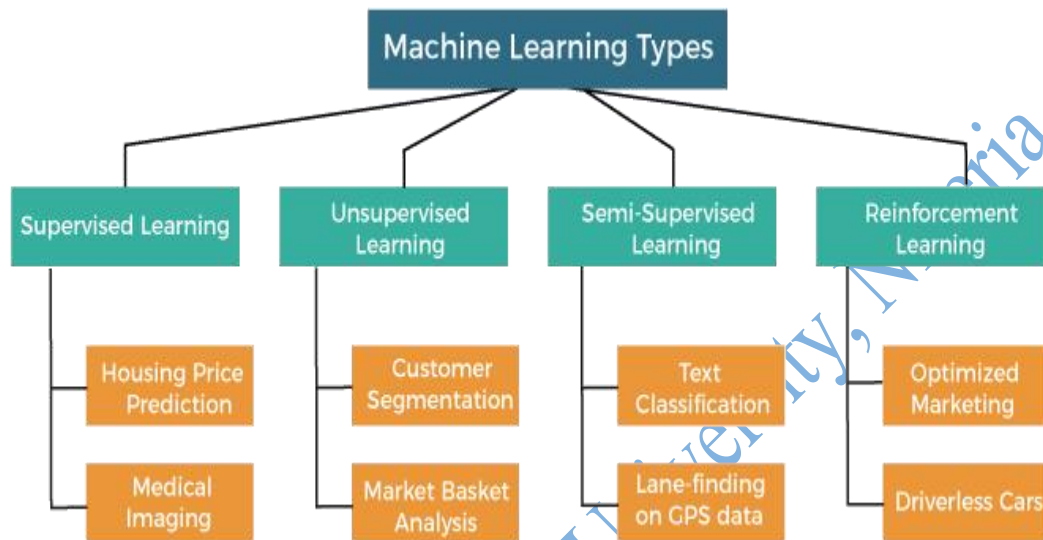 Machine Learning Types
Supervised Learning
Unsupervised
Learning
Semi-Supervised
Learning
Reinforcement
Learning
Housing Price
Prediction
Customer
Segmentation
Text
Classification
Optimized
Marketing
Medical
Imaging
Market Basket
Analysis
Lane-finding
on GPS data
Driverless Cars
University,